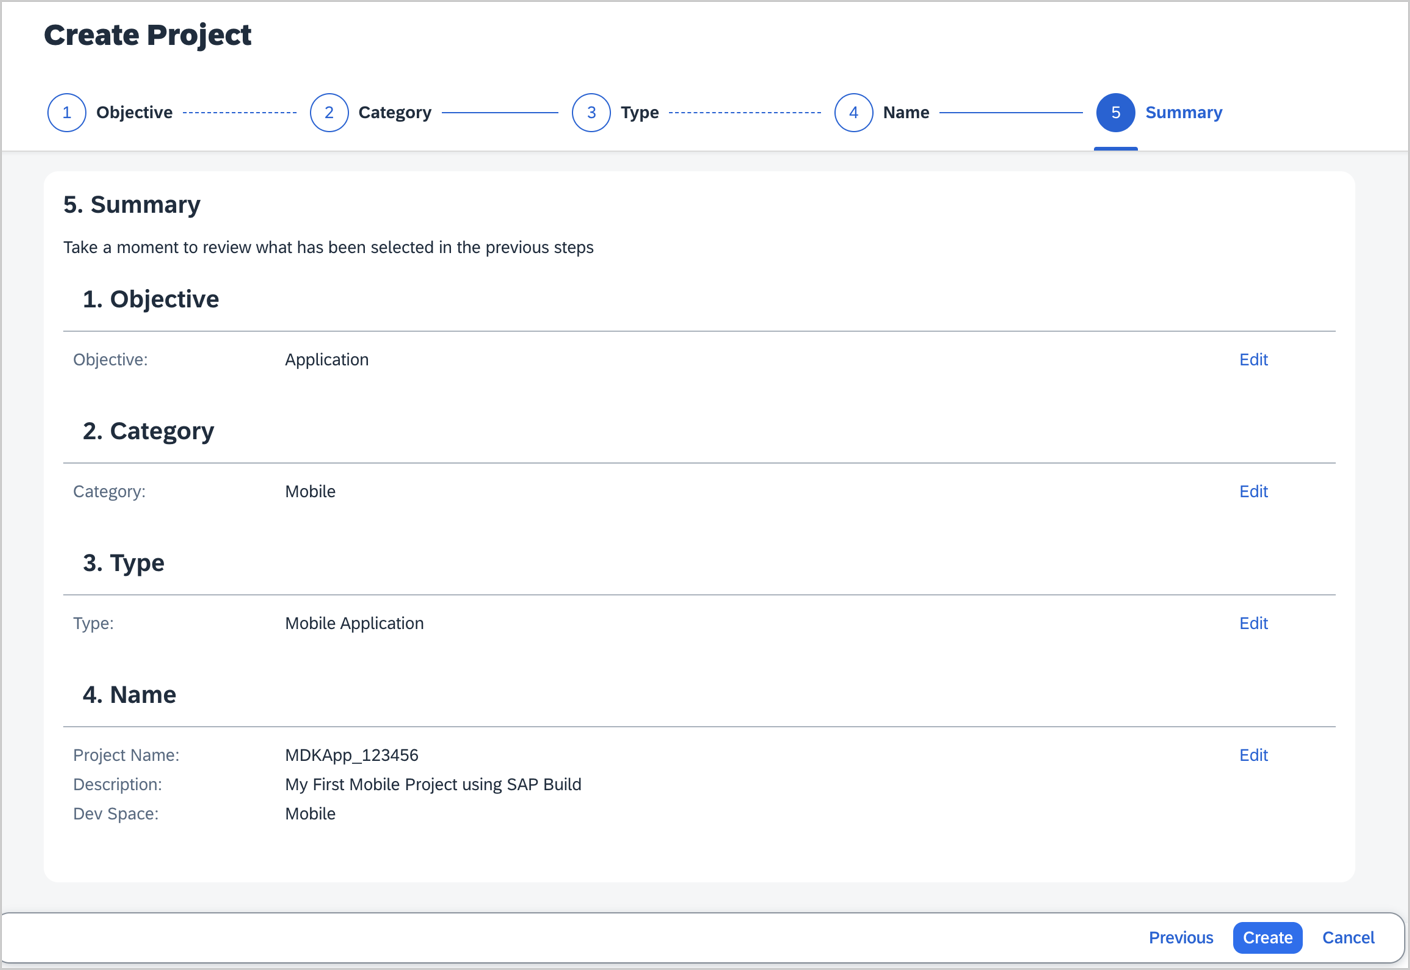 Create Project
1 Objective 2 Category 3 Type 4 Name 5 Summary
5. Summary
Take a moment to review what has been selected in the previous steps
1. Objective
Objective: Application Edit
2. Category
Category: Mobile Edit
3. Type
Type: Mobile Application Edit
4. Name
Project Name: MDKApp_123456 Edit
Description: My First Mobile Project using SAP Build
Dev Space: Mobile
Previous Create Cancel